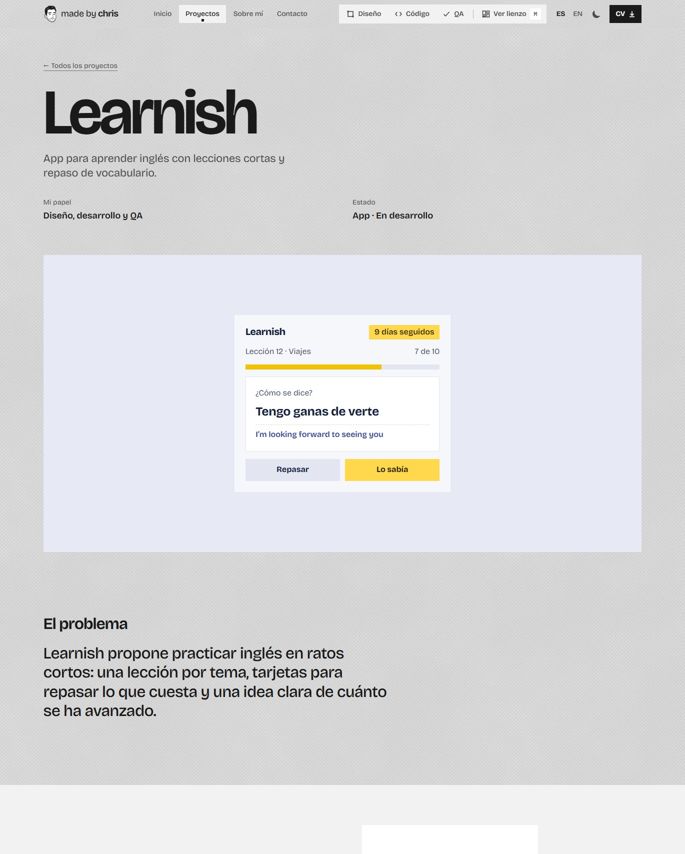 made by chris
Inicio
Proyectos
Sobre mí
Contacto
Diseño
Código
QA
Ver lienzo
M
ES
EN
CV
← Todos los proyectos
Learnish
App para aprender inglés con lecciones cortas y
repaso de vocabulario.
Mi papel
Diseño, desarrollo y QA
Estado
App · En desarrollo
Learnish
9 días seguidos
Lección 12 · Viajes
7 de 10
¿Cómo se dice?
Tengo ganas de verte
I'm looking forward to seeing you
Repasar
Lo sabía
El problema
Learnish propone practicar inglés en ratos
cortos: una lección por tema, tarjetas para
repasar lo que cuesta y una idea clara de cuánto
se ha avanzado.